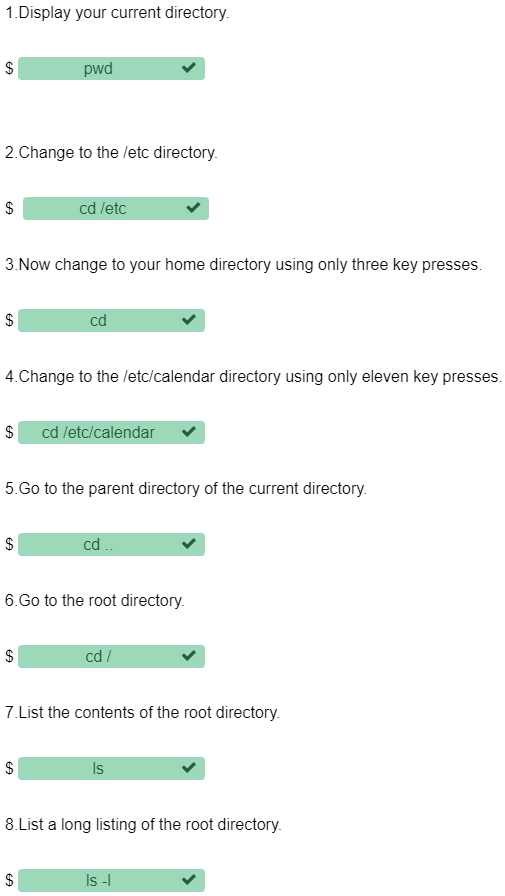 1.Display your current directory.
$ pwd
2.Change to the /etc directory.
$ cd /etc
3.Now change to your home directory using only three key presses.
$ cd
4.Change to the /etc/calendar directory using only eleven key presses.
$ cd /etc/calendar
5.Go to the parent directory of the current directory.
$ cd ..
6.Go to the root directory.
$ cd /
7.List the contents of the root directory.
$ ls
8.List a long listing of the root directory.
$ ls -l